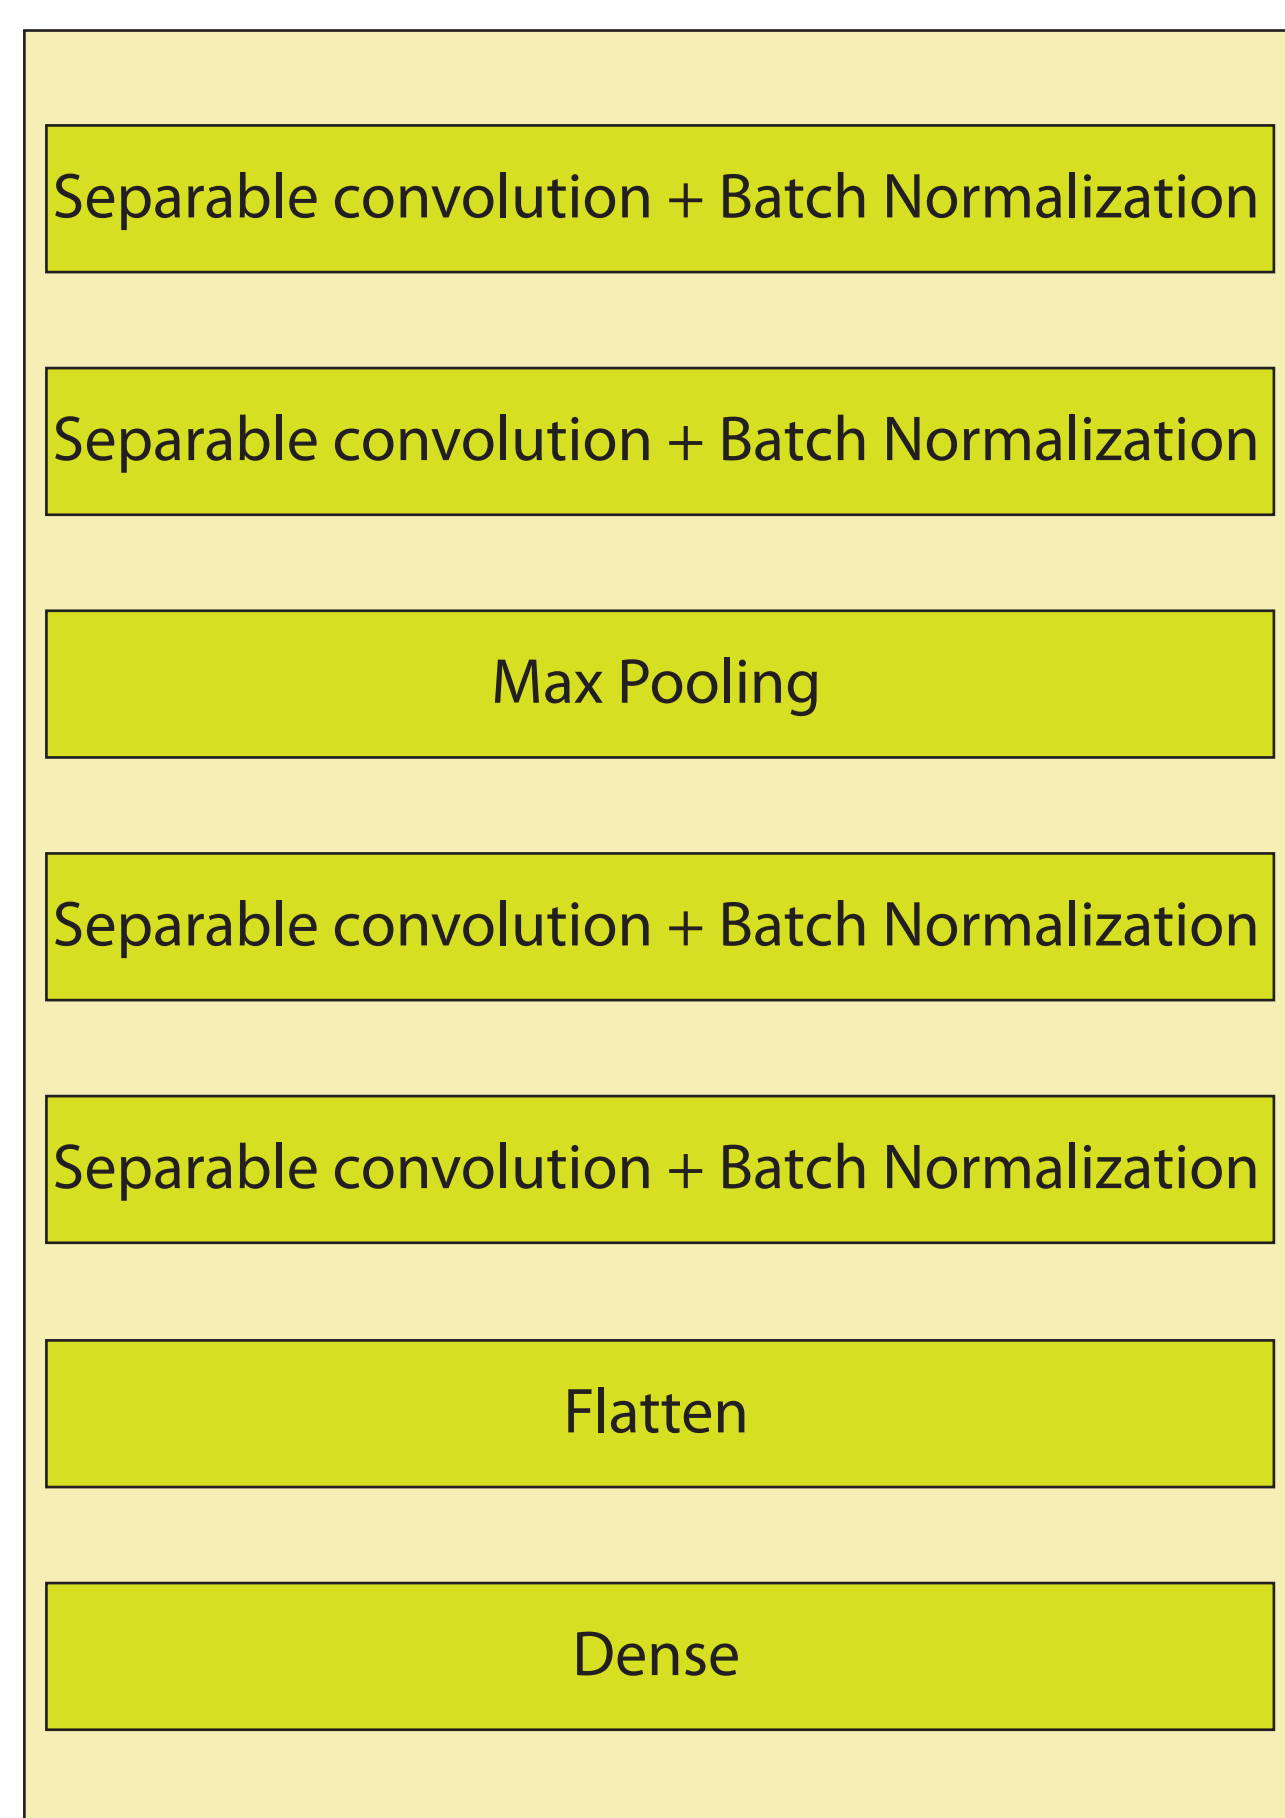 Separable convolution + Batch Normalization
Separable convolution + Batch Normalization
Max Pooling
Separable convolution + Batch Normalization
Separable convolution + Batch Normalization
Flatten
Dense